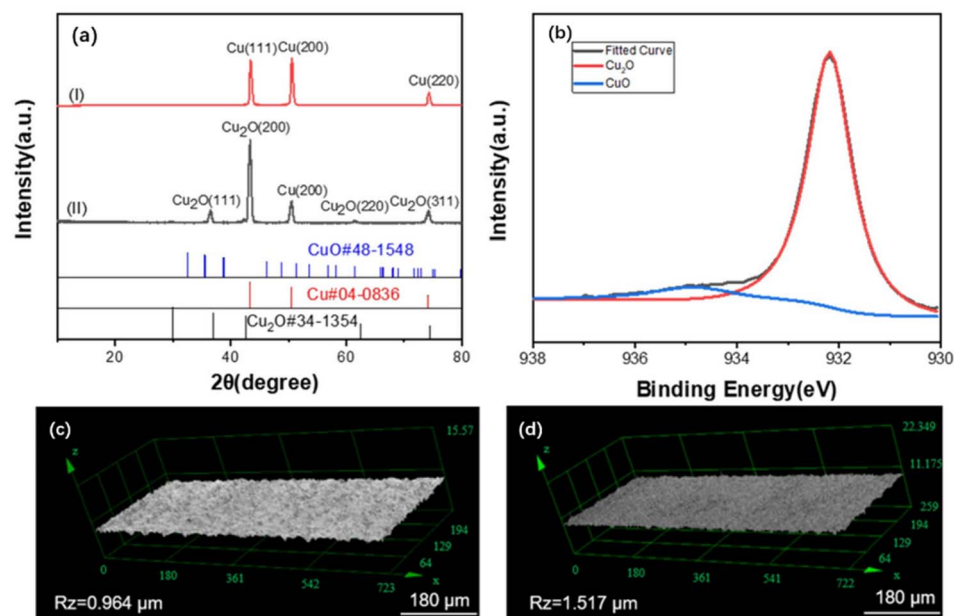 (a)
Cu(111)
Cu(200)
Cu(220)
(I)
Cu2O(200)
Cu2O(111)
Cu(200)
Cu2O(220)
Cu2O(311)
(II)
CuO#48-1548
Cu#04-0836
Cu2O#34-1354
20
40
60
80
2θ(degree)
Intensity(a.u.)
(b)
Fitted Curve
Cu2O
CuO
938
936
934
932
930
Binding Energy(eV)
Intensity(a.u.)
(c)
15.57
z
194
129
64
x
0
180
361
542
723
Rz=0.964 μm
180 μm
(d)
22.349
11.175
z
259
194
129
64
x
0
180
361
542
722
Rz=1.517 μm
180 μm